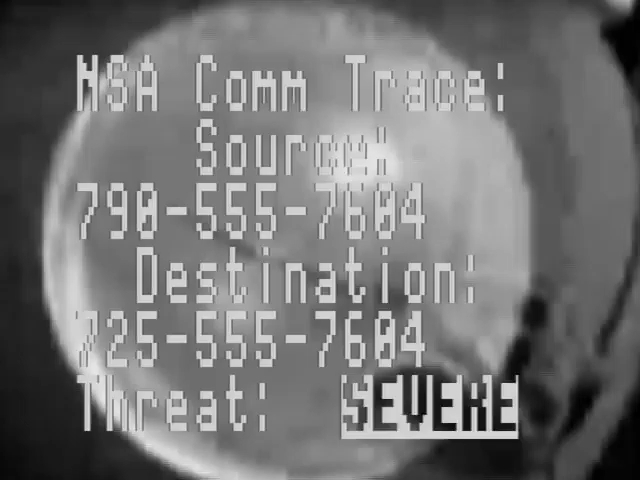 NSA Comm Trace:
Source:
790-555-7604
Destination:
725-555-7604
Threat: SEVERE